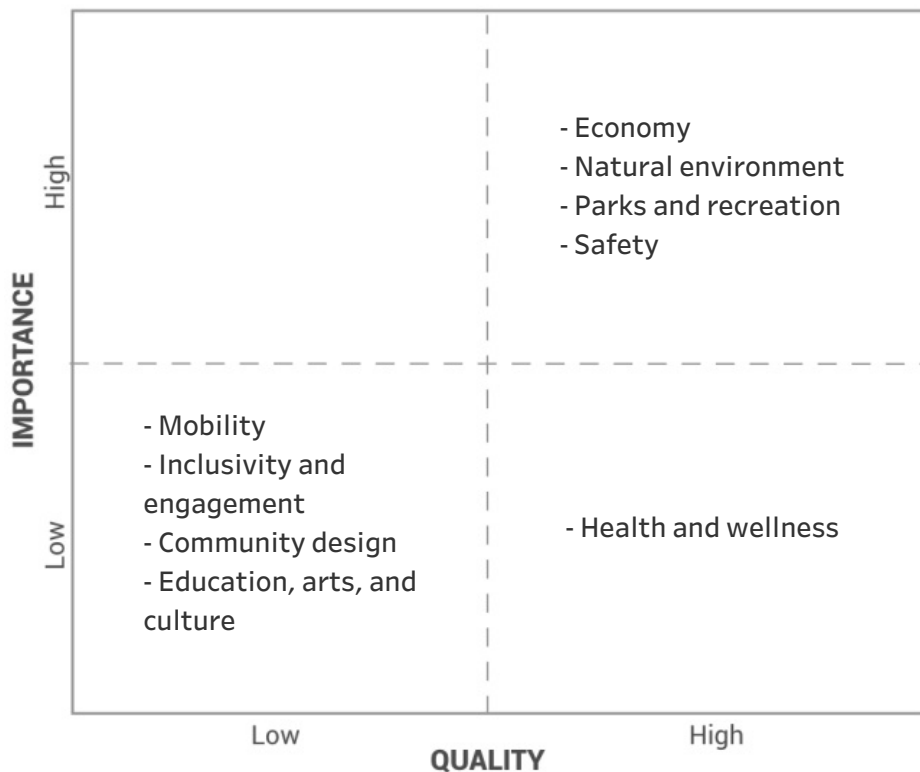 - Economy
- Natural environment
- Parks and recreation
- Safety
High
IMPORTANCE
- Mobility
- Inclusivity and
engagement
- Community design
- Education, arts, and
culture
- Health and wellness
Low
Low
High
QUALITY